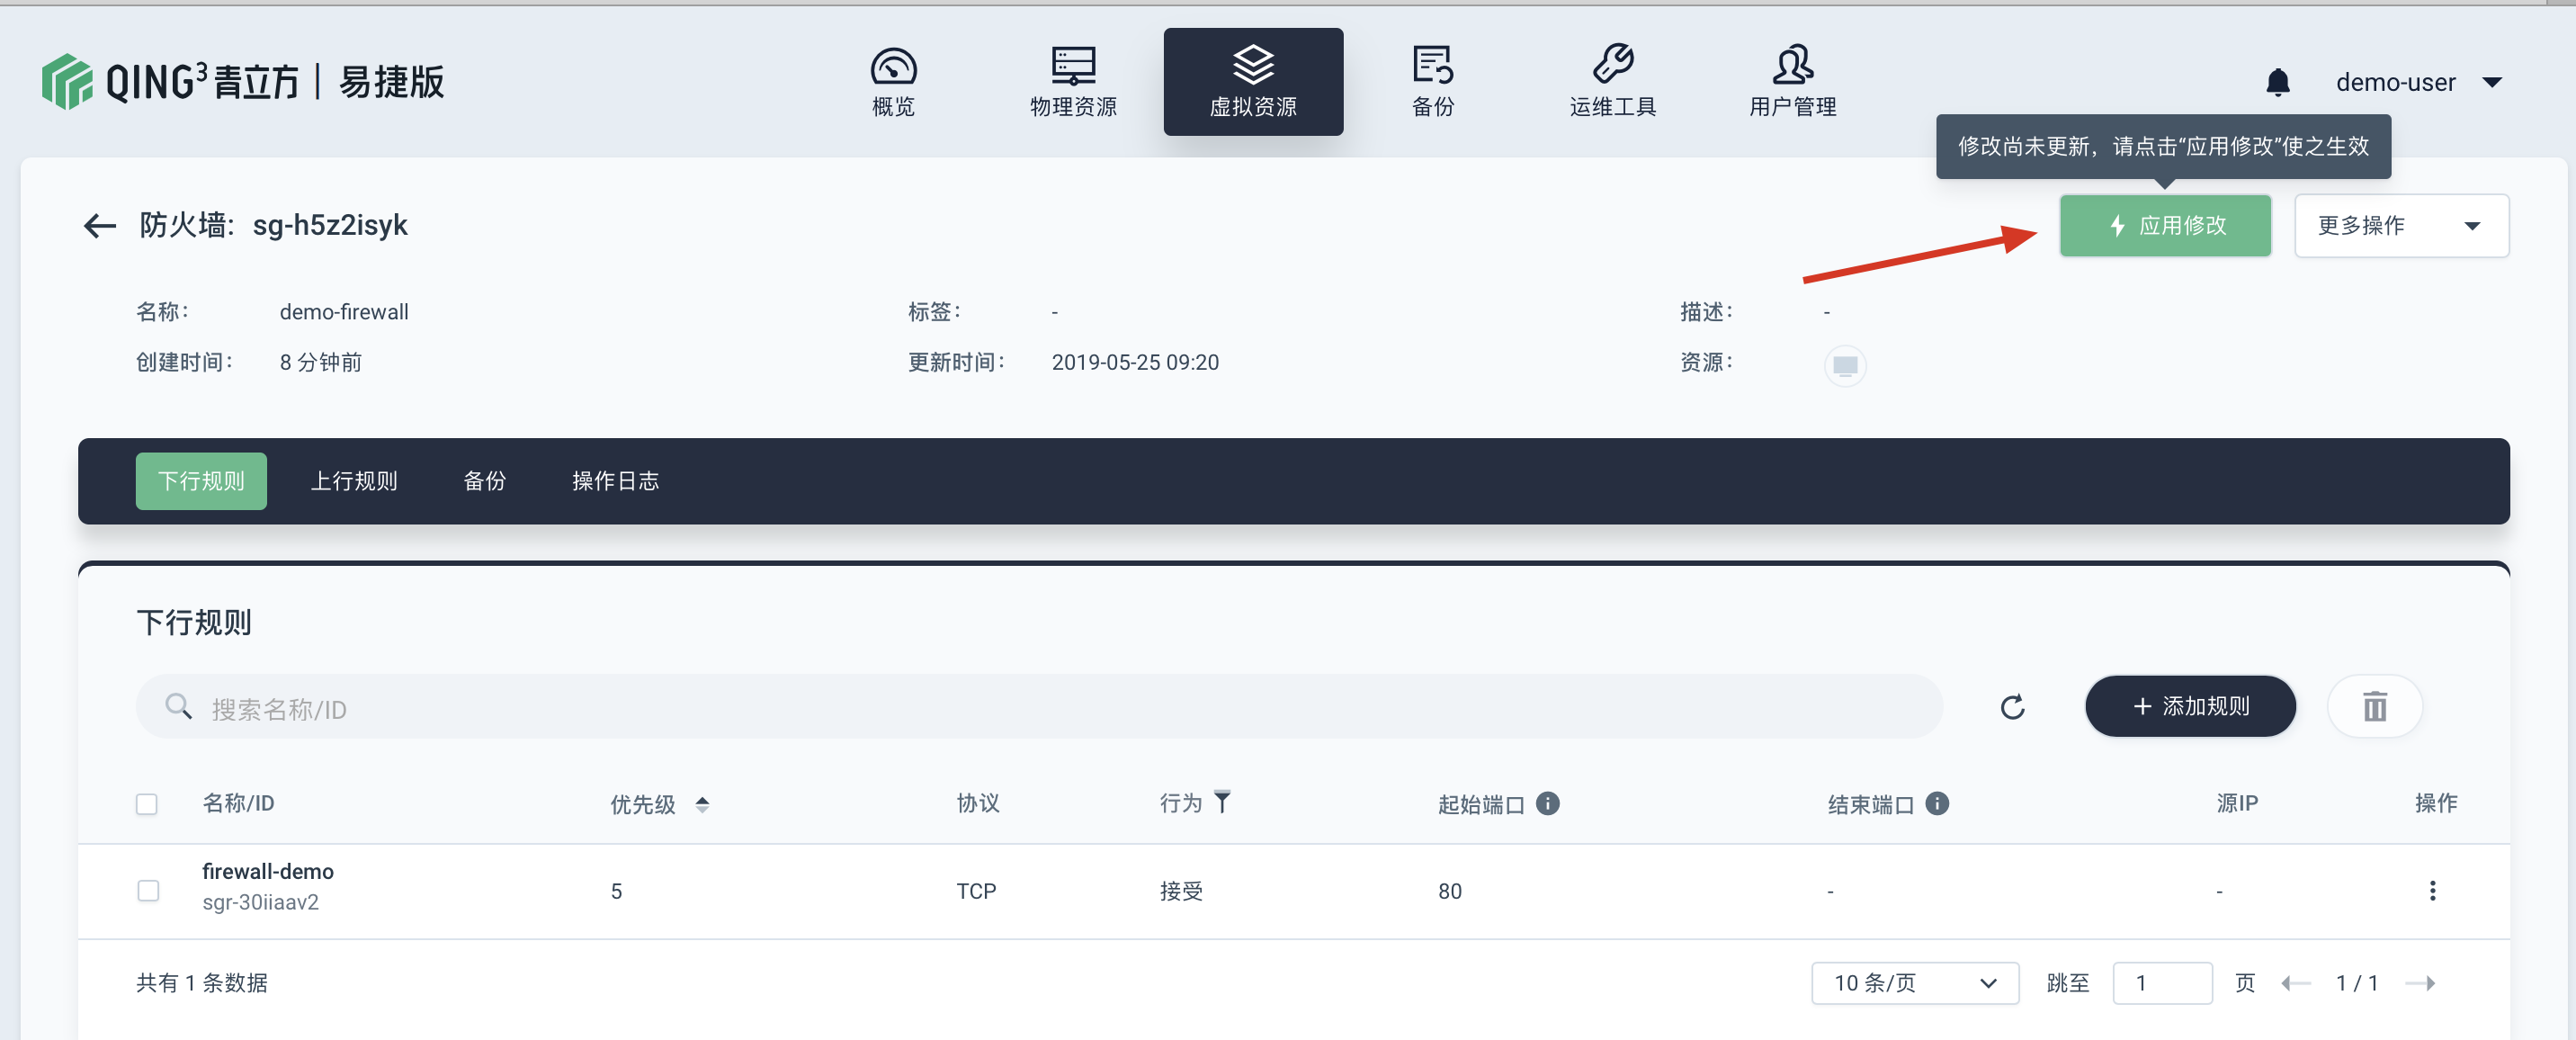 QING³青立方 | 易捷版
概览
物理资源
虚拟资源
备份
运维工具
用户管理
demo-user
修改尚未更新，请点击“应用修改”使之生效
防火墙: sg-h5z2isyk
应用修改
更多操作
名称: demo-firewall
标签: -
描述: -
创建时间: 8 分钟前
更新时间: 2019-05-25 09:20
资源:
下行规则
上行规则
备份
操作日志
下行规则
搜索名称/ID
+ 添加规则
名称/ID 优先级 协议 行为 起始端口 结束端口 源IP 操作
firewall-demo
sgr-30iiaav2
5 TCP 接受 80 - -
共有 1 条数据
10 条/页
跳至 1 页
1 / 1